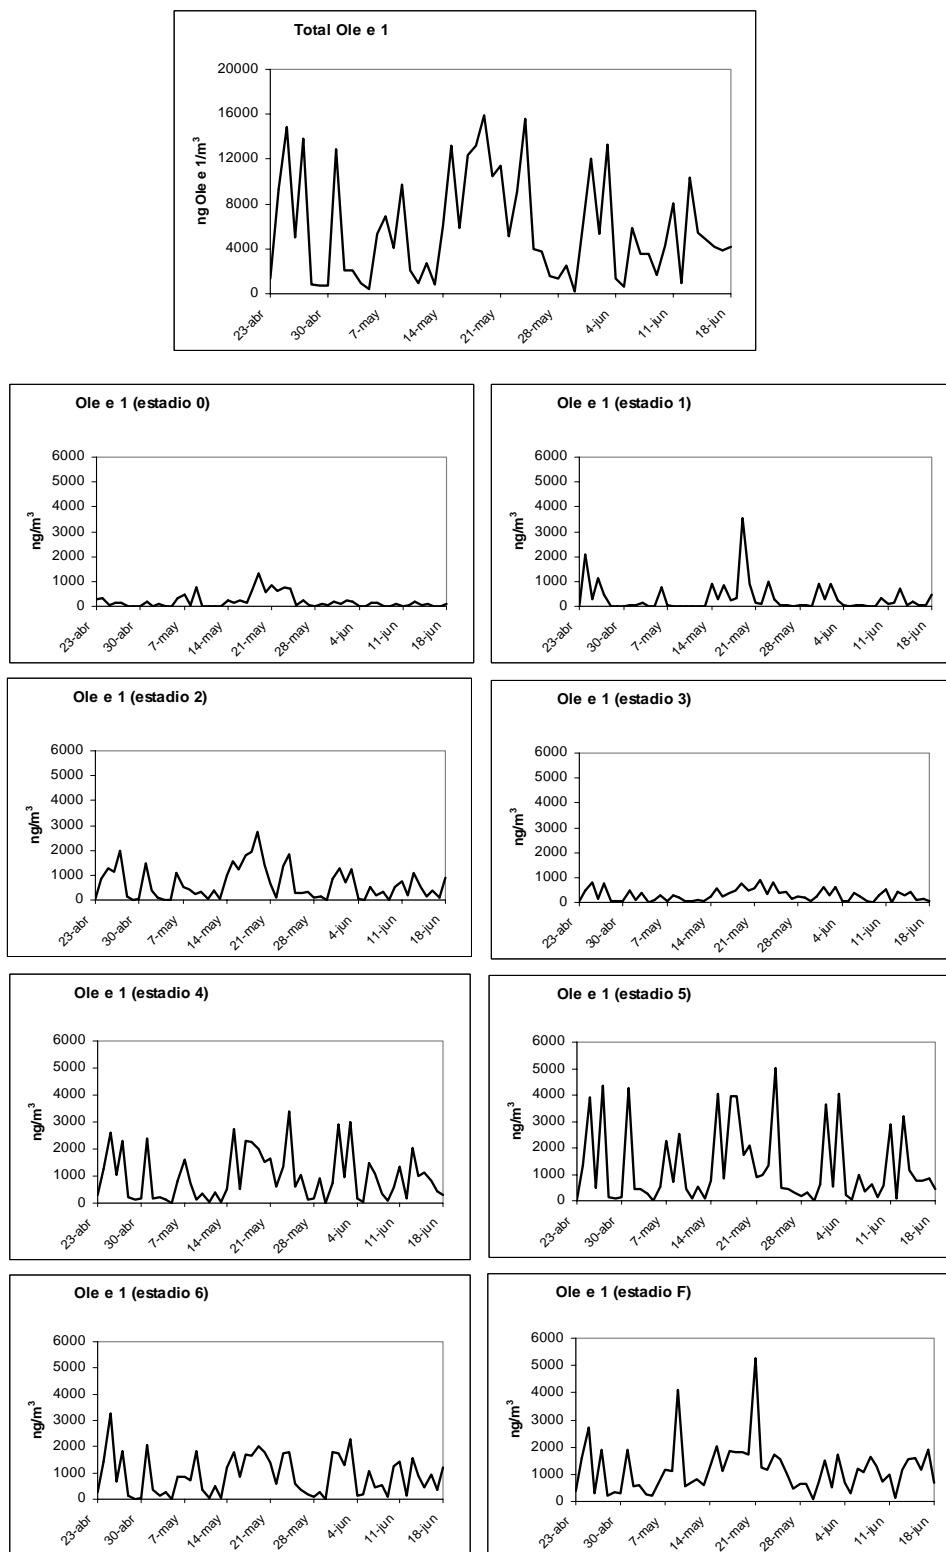 Total Ole e 1
20000
16000
12000
8000
4000
0
ng Ole e 1/m³
23-abr
30-abr
7-may
14-may
21-may
28-may
4-jun
11-jun
18-jun
Ole e 1 (estadio 0)
6000
5000
4000
3000
2000
1000
0
ng/m³
23-abr
30-abr
7-may
14-may
21-may
28-may
4-jun
11-jun
18-jun
Ole e 1 (estadio 1)
6000
5000
4000
3000
2000
1000
0
ng/m³
23-abr
30-abr
7-may
14-may
21-may
28-may
4-jun
11-jun
18-jun
Ole e 1 (estadio 2)
6000
5000
4000
3000
2000
1000
0
ng/m³
23-abr
30-abr
7-may
14-may
21-may
28-may
4-jun
11-jun
18-jun
Ole e 1 (estadio 3)
6000
5000
4000
3000
2000
1000
0
ng/m³
23-abr
30-abr
7-may
14-may
21-may
28-may
4-jun
11-jun
18-jun
Ole e 1 (estadio 4)
6000
5000
4000
3000
2000
1000
0
ng/m³
23-abr
30-abr
7-may
14-may
21-may
28-may
4-jun
11-jun
18-jun
Ole e 1 (estadio 5)
6000
5000
4000
3000
2000
1000
0
ng/m³
23-abr
30-abr
7-may
14-may
21-may
28-may
4-jun
11-jun
18-jun
Ole e 1 (estadio 6)
6000
5000
4000
3000
2000
1000
0
ng/m³
23-abr
30-abr
7-may
14-may
21-may
28-may
4-jun
11-jun
18-jun
Ole e 1 (estadio F)
6000
5000
4000
3000
2000
1000
0
ng/m³
23-abr
30-abr
7-may
14-may
21-may
28-may
4-jun
11-jun
18-jun